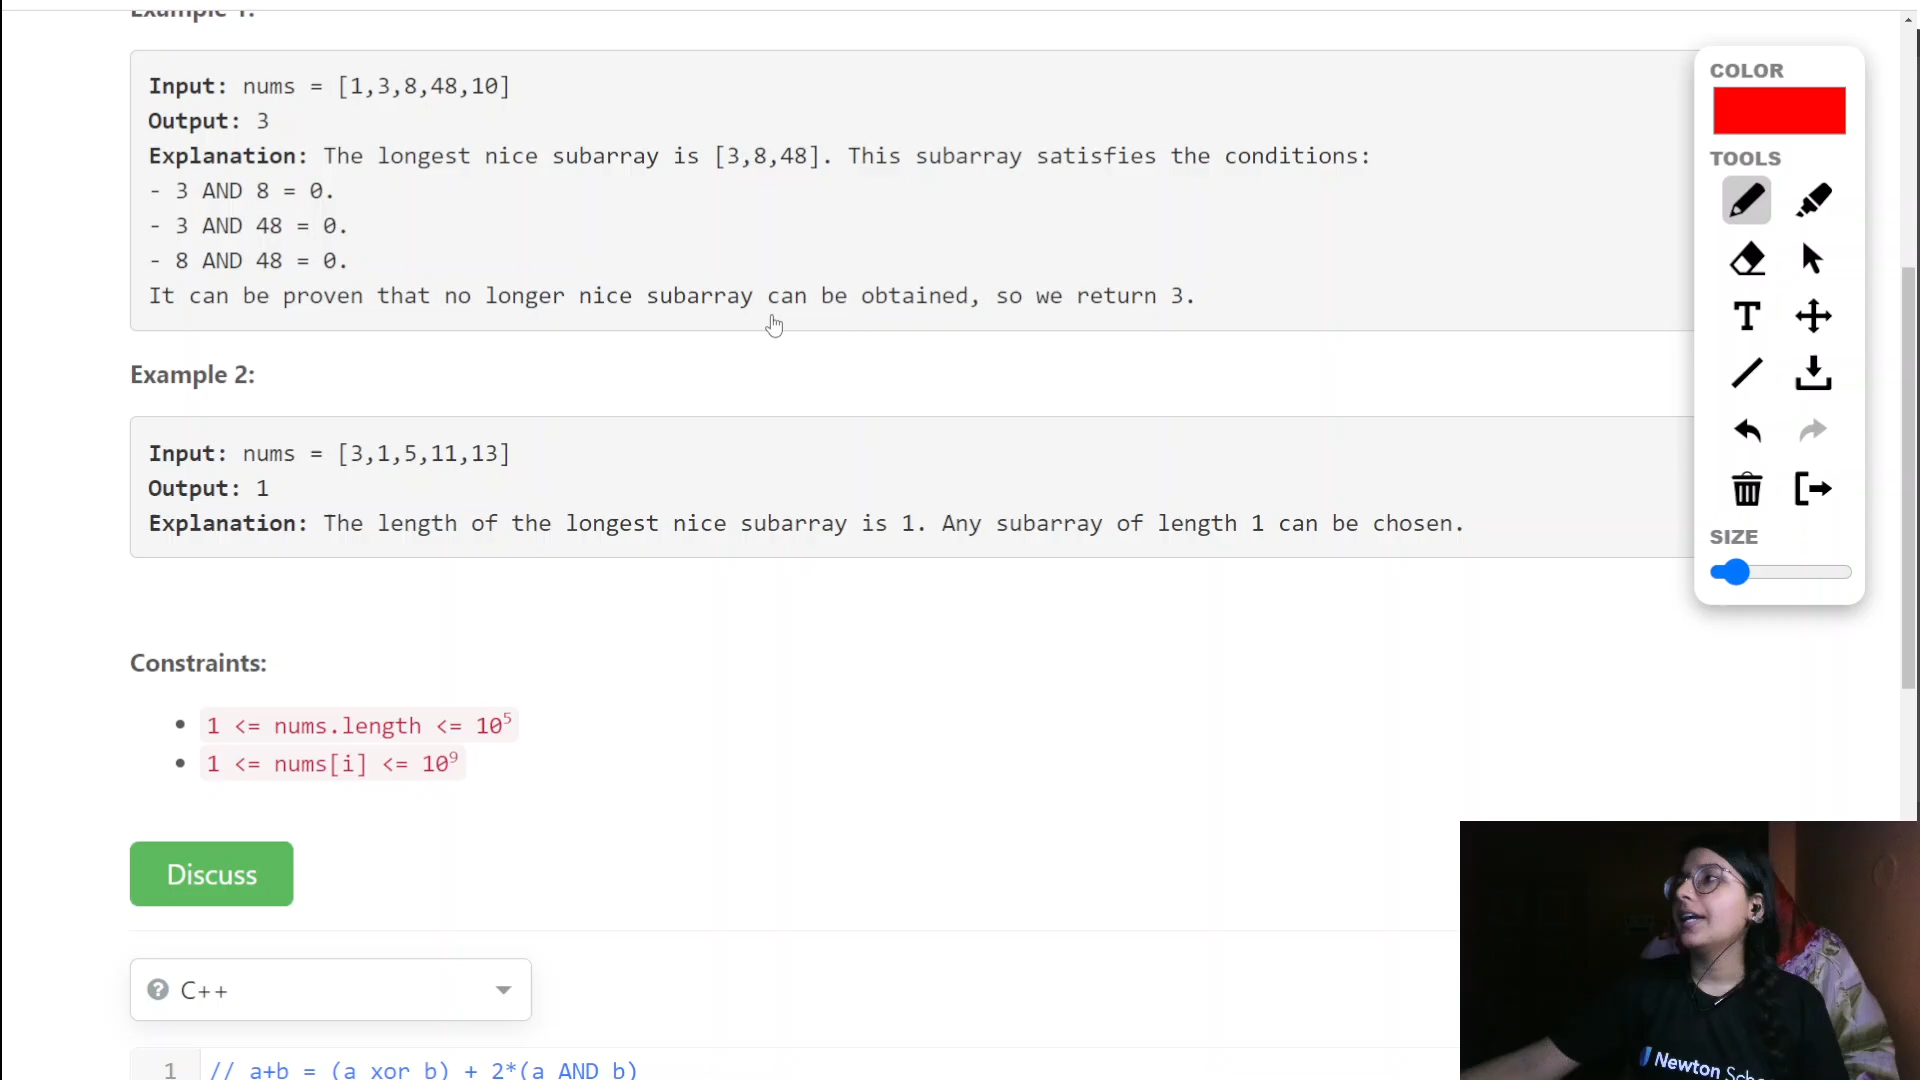 Example 1:
Input: nums = [1,3,8,48,10]
Output: 3
Explanation: The longest nice subarray is [3,8,48]. This subarray satisfies the conditions:
- 3 AND 8 = 0.
- 3 AND 48 = 0.
- 8 AND 48 = 0.
It can be proven that no longer nice subarray can be obtained, so we return 3.
Example 2:
Input: nums = [3,1,5,11,13]
Output: 1
Explanation: The length of the longest nice subarray is 1. Any subarray of length 1 can be chosen.
Constraints:
• 1 <= nums.length <= 10⁵
• 1 <= nums[i] <= 10⁹
Discuss
? C++
1 // a+b = (a xor b) + 2*(a AND b)
COLOR
TOOLS
T
SIZE
Newton